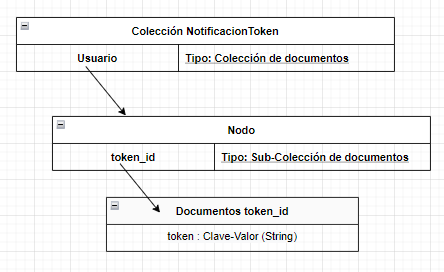 Colección NotificacionToken
Usuario Tipo: Colección de documentos
Nodo
token_id Tipo: Sub-Colección de documentos
Documentos token_id
token : Clave-Valor (String)